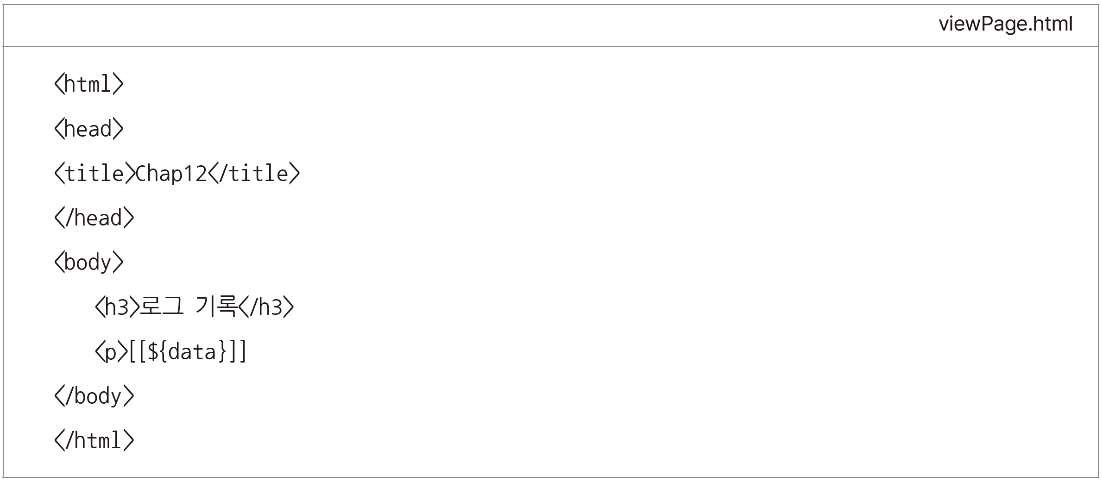 viewPage.html
<html>
<head>
<title>Chap12</title>
</head>
<body>
<h3>로그 기록</h3>
<p>[[${data}]]
</body>
</html>